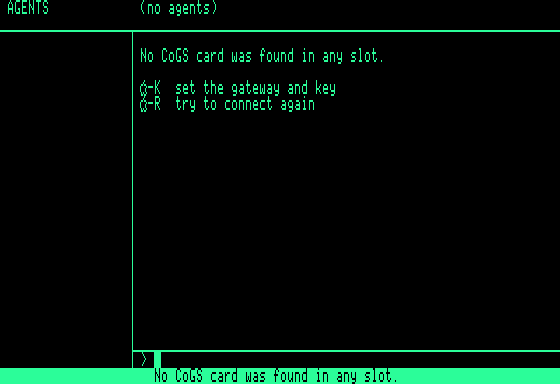 AGENTS (no agents)
No CoGS card was found in any slot.
-K set the gateway and key
-R try to connect again
>
No CoGS card was found in any slot.